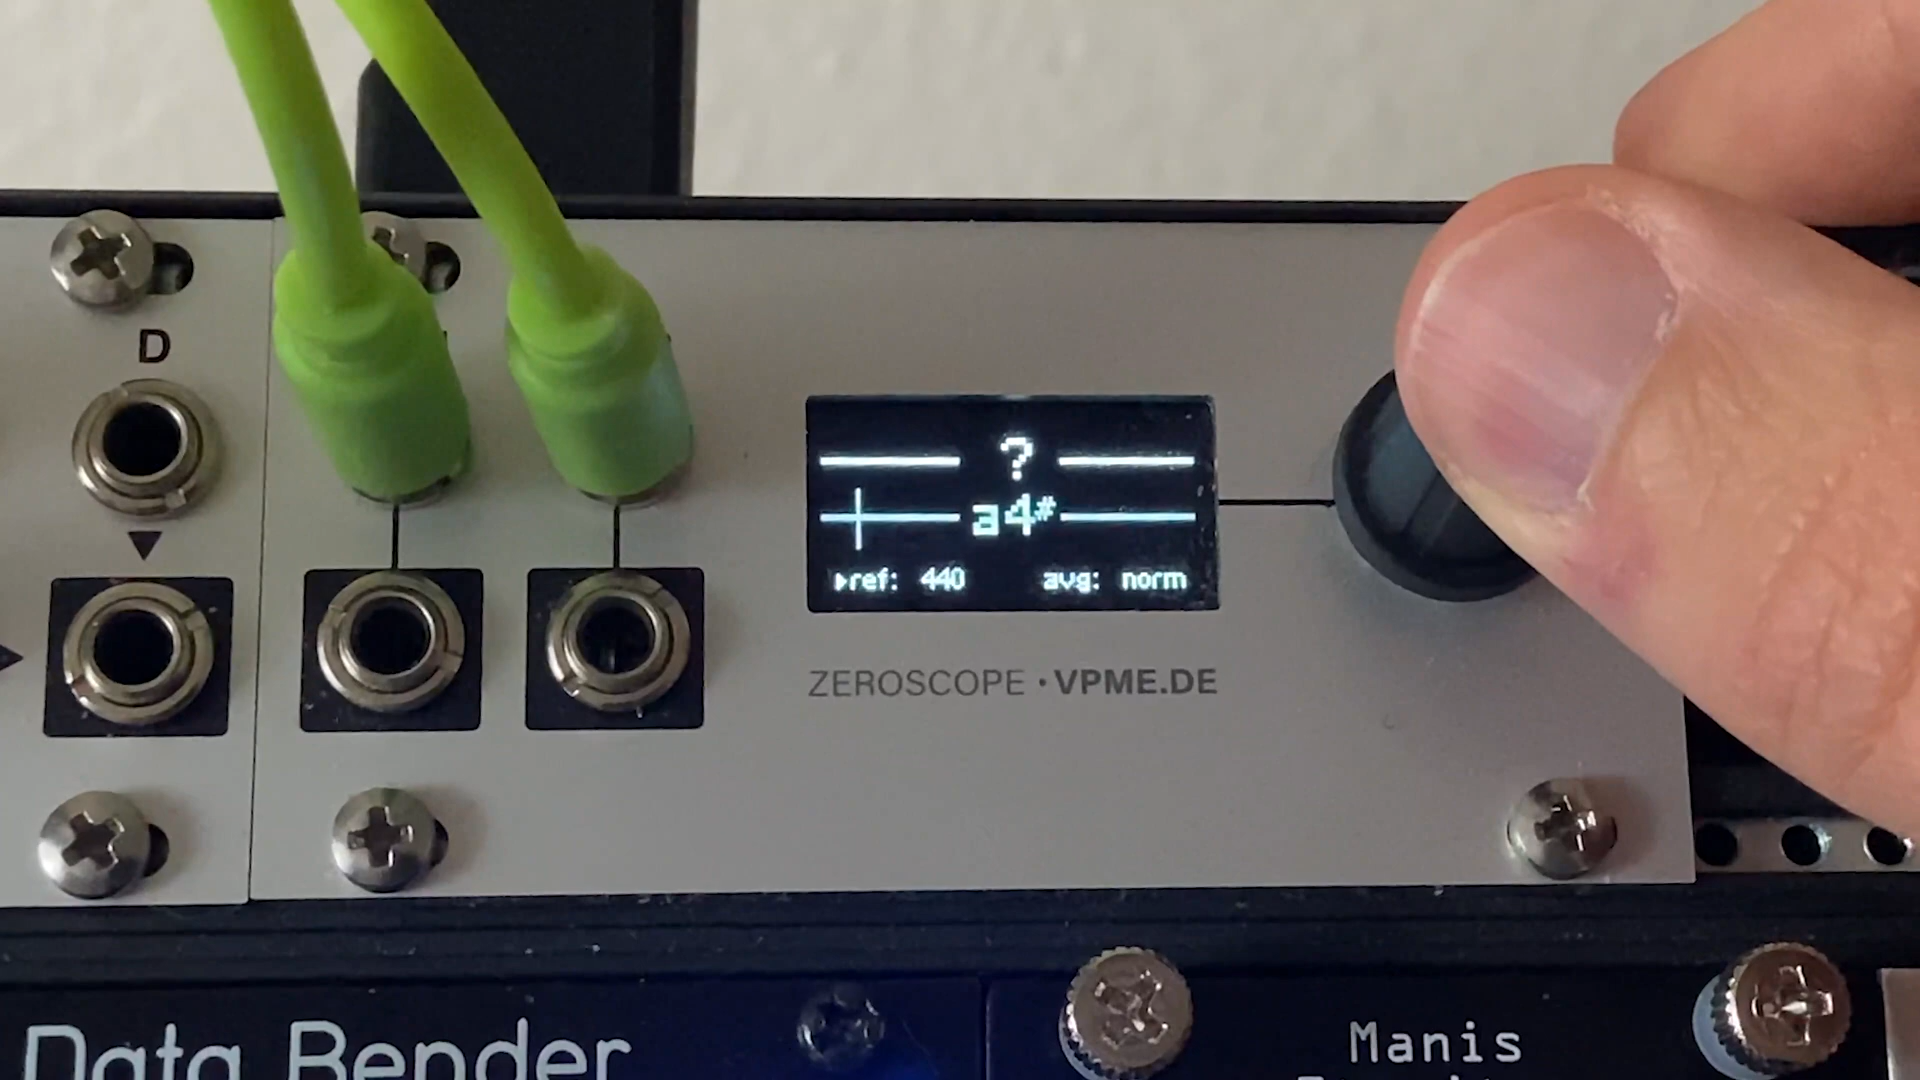 D
?
a4#
▸ref: 440 avg: norm
ZEROSCOPE · VPME.DE
Data Bender
Manis